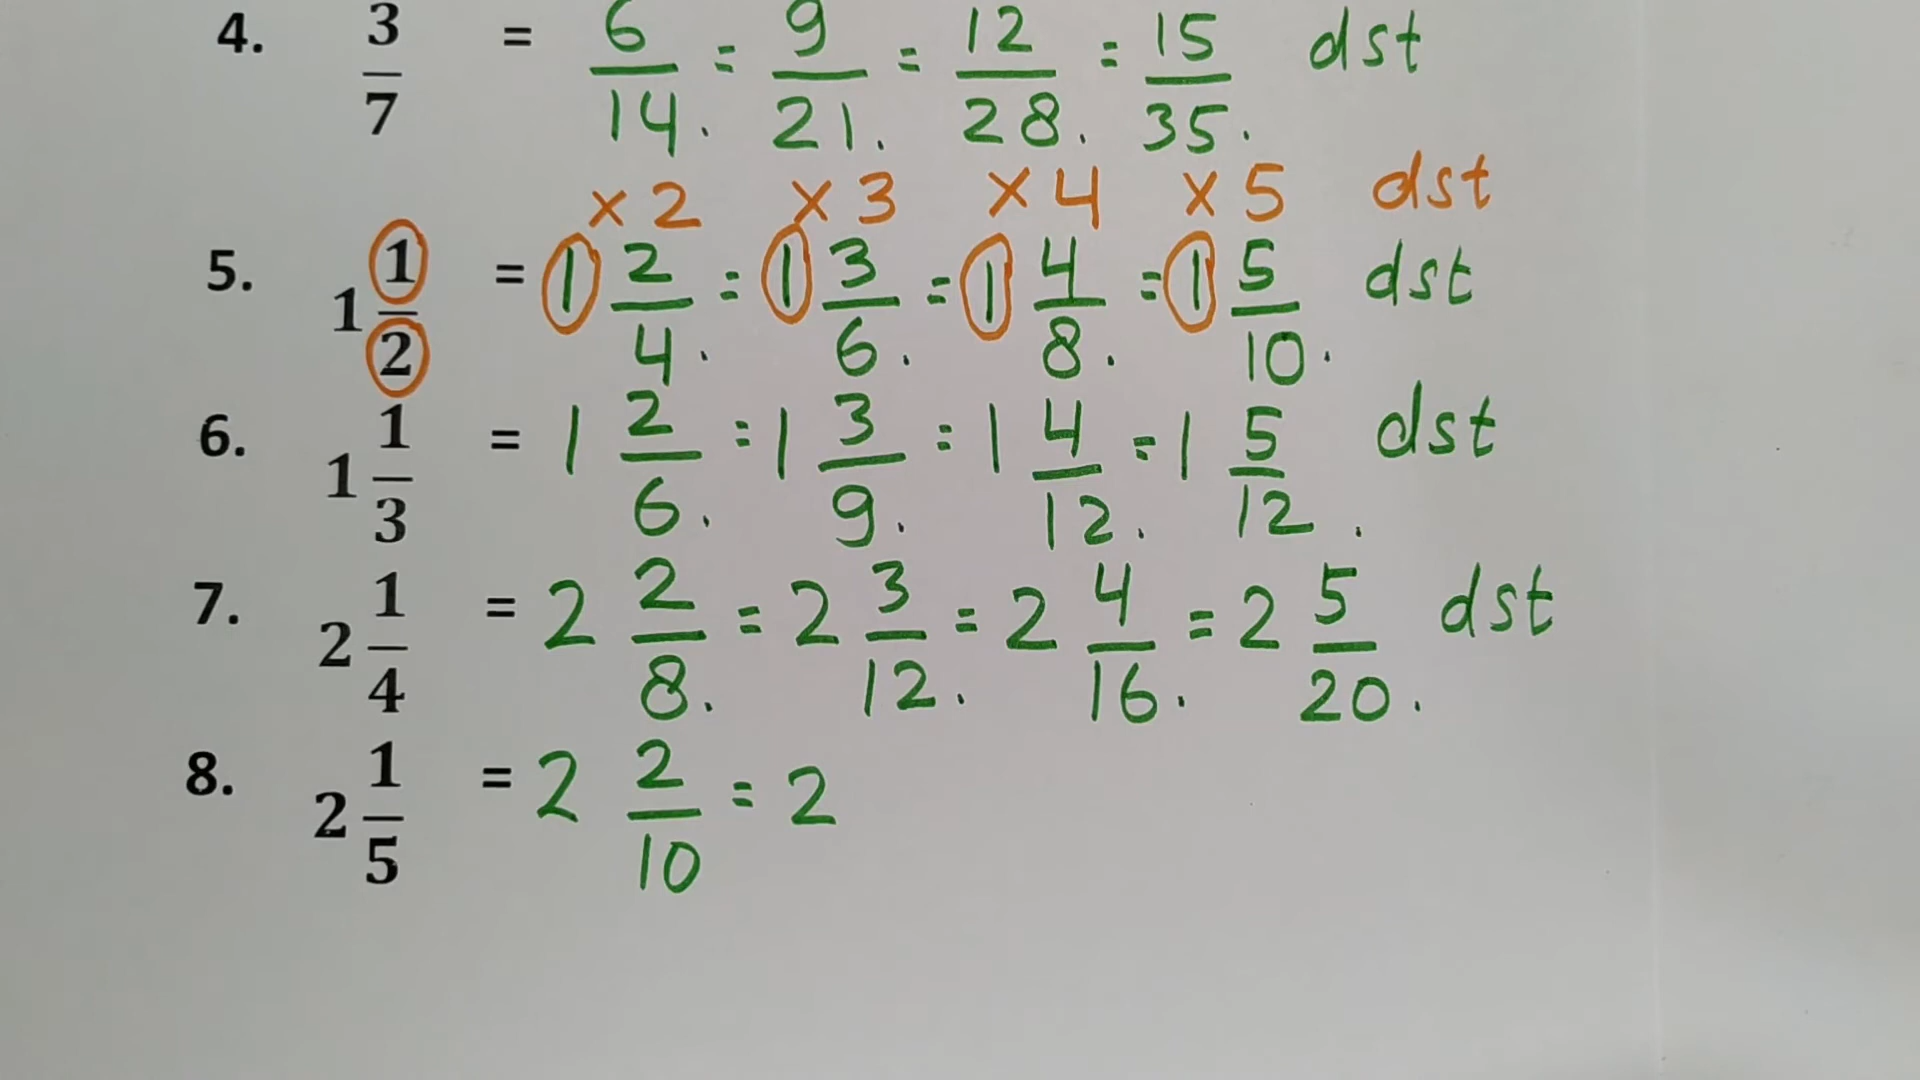 4. 3/7 = 6/14 = 9/21 = 12/28 = 15/35 dst
×2 ×3 ×4 ×5 dst
5. 1 1/2 = 1 2/4 = 1 3/6 = 1 4/8 = 1 5/10 dst
6. 1 1/3 = 1 2/6 = 1 3/9 = 1 4/12 = 1 5/12 dst
7. 2 1/4 = 2 2/8 = 2 3/12 = 2 4/16 = 2 5/20 dst
8. 2 1/5 = 2 2/10 = 2